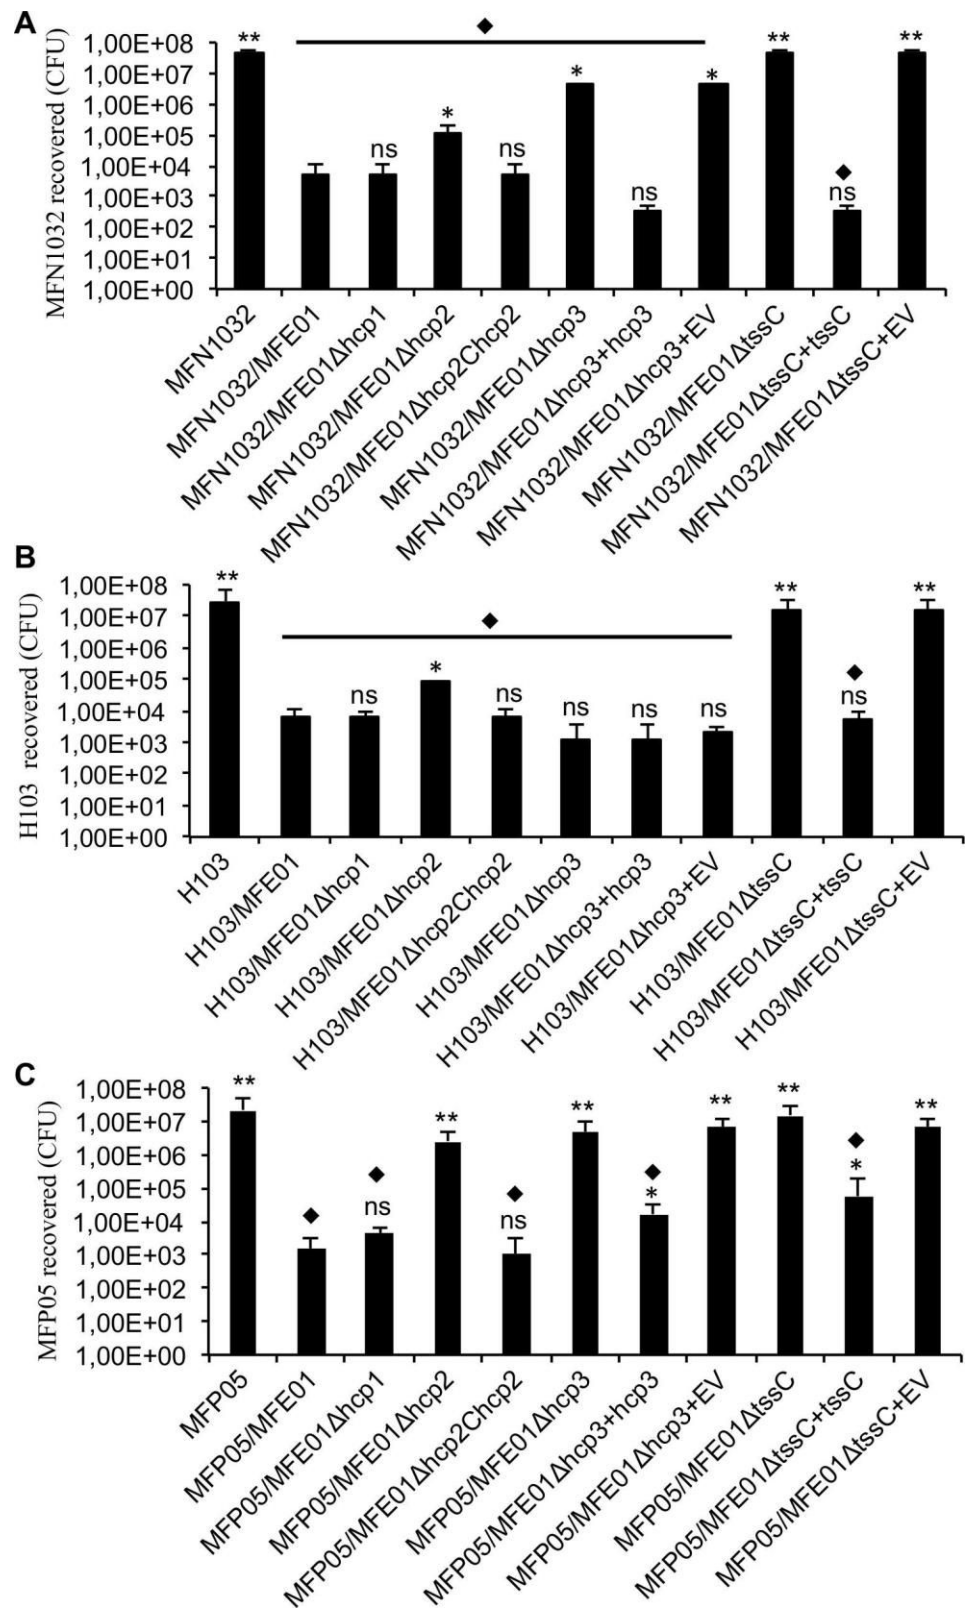 A
MFN1032 recovered (CFU)
◆
1,00E+08
1,00E+07
1,00E+06
1,00E+05
1,00E+04
1,00E+03
1,00E+02
1,00E+01
1,00E+00
**
ns
*
ns
*
ns
*
**
◆
ns
**
MFN1032
MFN1032/MFE01
MFN1032/MFE01Δhcp1
MFN1032/MFE01Δhcp2
MFN1032/MFE01Δhcp2Chcp2
MFN1032/MFE01Δhcp3
MFN1032/MFE01Δhcp3+hcp3
MFN1032/MFE01Δhcp3+EV
MFN1032/MFE01ΔtssC
MFN1032/MFE01ΔtssC+tssC
MFN1032/MFE01ΔtssC+EV
B
H103 recovered (CFU)
1,00E+08
1,00E+07
1,00E+06
1,00E+05
1,00E+04
1,00E+03
1,00E+02
1,00E+01
1,00E+00
**
◆
ns
*
ns
ns
ns
ns
**
◆
ns
**
H103
H103/MFE01
H103/MFE01Δhcp1
H103/MFE01Δhcp2
H103/MFE01Δhcp2Chcp2
H103/MFE01Δhcp3
H103/MFE01Δhcp3+hcp3
H103/MFE01Δhcp3+EV
H103/MFE01ΔtssC
H103/MFE01ΔtssC+tssC
H103/MFE01ΔtssC+EV
C
MFP05 recovered (CFU)
1,00E+08
1,00E+07
1,00E+06
1,00E+05
1,00E+04
1,00E+03
1,00E+02
1,00E+01
1,00E+00
**
◆
◆
ns
**
◆
ns
**
◆
*
**
**
◆
*
**
MFP05
MFP05/MFE01
MFP05/MFE01Δhcp1
MFP05/MFE01Δhcp2
MFP05/MFE01Δhcp2Chcp2
MFP05/MFE01Δhcp3
MFP05/MFE01Δhcp3+hcp3
MFP05/MFE01Δhcp3+EV
MFP05/MFE01ΔtssC
MFP05/MFE01ΔtssC+tssC
MFP05/MFE01ΔtssC+EV